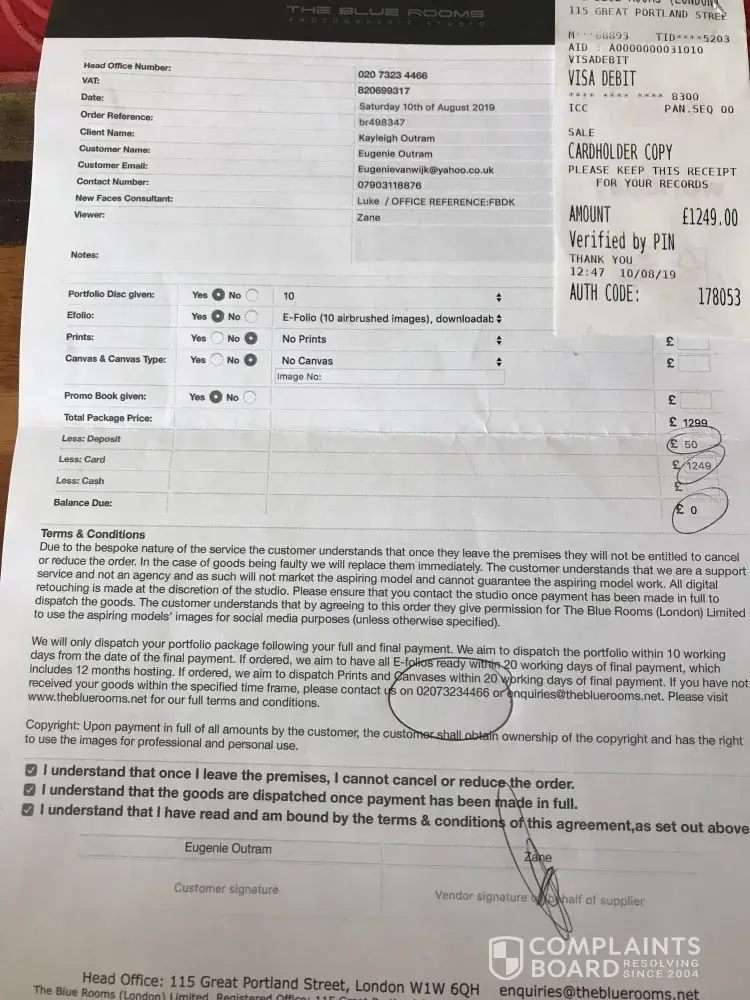 THE BLUE ROOMS
PHOTOGRAPHIC STUDIO
Head Office Number: 020 7323 4466
VAT: 820699317
Date: Saturday 10th of August 2019
Order Reference: br498347
Client Name: Kayleigh Outram
Customer Name: Eugenie Outram
Customer Email: Eugenievanwijk@yahoo.co.uk
Contact Number: 07903118876
New Faces Consultant: Luke / OFFICE REFERENCE:FBDK
Viewer: Zane
Notes:
115 GREAT PORTLAND STREE
TID****5203
AID : A0000000031010
VISADEBIT
VISA DEBIT
**** **** **** 8300
ICC PAN.SEQ 00
SALE
CARDHOLDER COPY
PLEASE KEEP THIS RECEIPT
FOR YOUR RECORDS
AMOUNT £1249.00
Verified by PIN
THANK YOU
12:47 10/08/19
AUTH CODE: 178053
Portfolio Disc given: Yes No 10
Efolio: Yes No E-Folio (10 airbrushed images), downloadab
Prints: Yes No No Prints £
Canvas & Canvas Type: Yes No No Canvas £
Image No:
Promo Book given: Yes No £
Total Package Price: £ 1299
Less: Deposit £ 50
Less: Card £ 1249
Less: Cash £
Balance Due: £ 0
Terms & Conditions
Due to the bespoke nature of the service the customer understands that once they leave the premises they will not be entitled to cancel
or reduce the order. In the case of goods being faulty we will replace them immediately. The customer understands that we are a support
service and not an agency and as such will not market the aspiring model and cannot guarantee the aspiring model work. All digital
retouching is made at the discretion of the studio. Please ensure that you contact the studio once payment has been made in full to
dispatch the goods. The customer understands that by agreeing to this order they give permission for The Blue Rooms (London) Limited
to use the aspiring models' images for social media purposes (unless otherwise specified).
We will only dispatch your portfolio package following your full and final payment. We aim to dispatch the portfolio within 10 working
days from the date of the final payment. If ordered, we aim to have all E-folios ready within 20 working days of final payment, which
includes 12 months hosting. If ordered, we aim to dispatch Prints and Canvases within 20 working days of final payment. If you have not
received your goods within the specified time frame, please contact us on 02073234466 or enquiries@thebluerooms.net. Please visit
www.thebluerooms.net for our full terms and conditions.
Copyright: Upon payment in full of all amounts by the customer, the customer shall obtain ownership of the copyright and has the right
to use the images for professional and personal use.
I understand that once I leave the premises, I cannot cancel or reduce the order.
I understand that the goods are dispatched once payment has been made in full.
I understand that I have read and am bound by the terms & conditions of this agreement,as set out above
Eugenie Outram Zane
Customer signature Vendor signature behalf of supplier
COMPLAINTS
BOARD RESOLVING
SINCE 2004
Head Office: 115 Great Portland Street, London W1W 6QH enquiries@thebluerooms.net
The Blue Rooms (London) Limited. Registered Office: 115